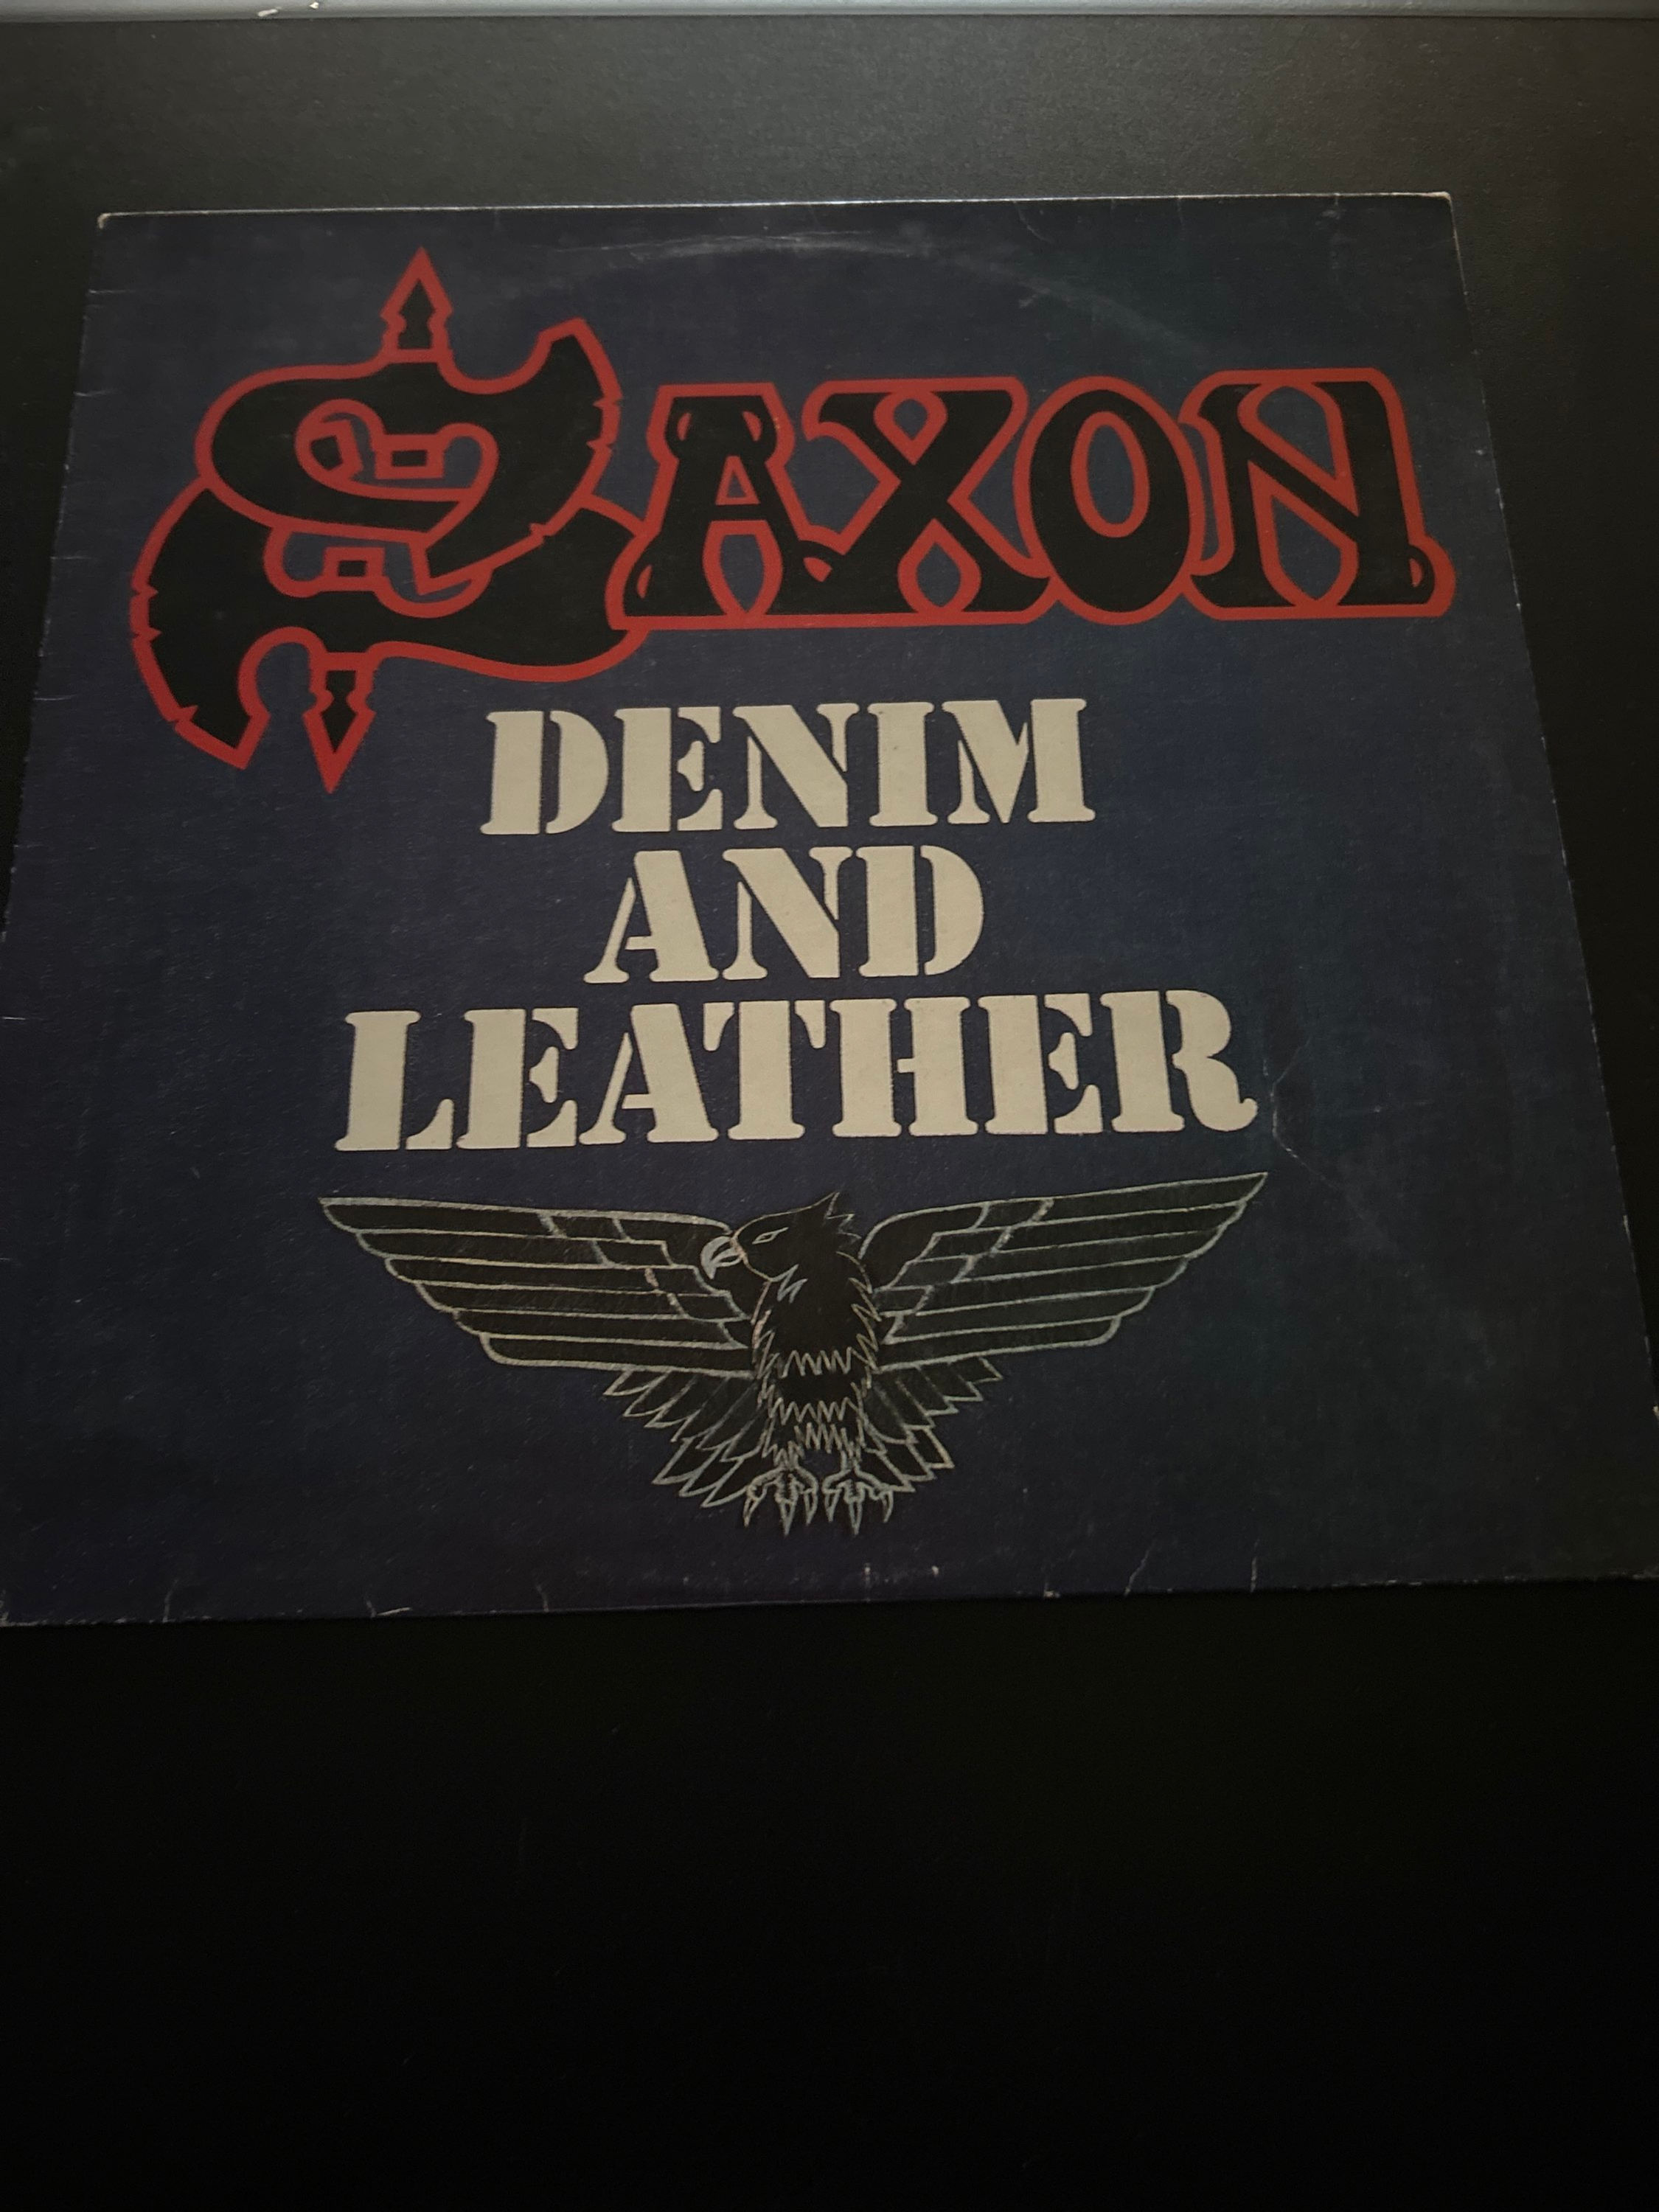 SAXON
DENIM
AND
LEATHER